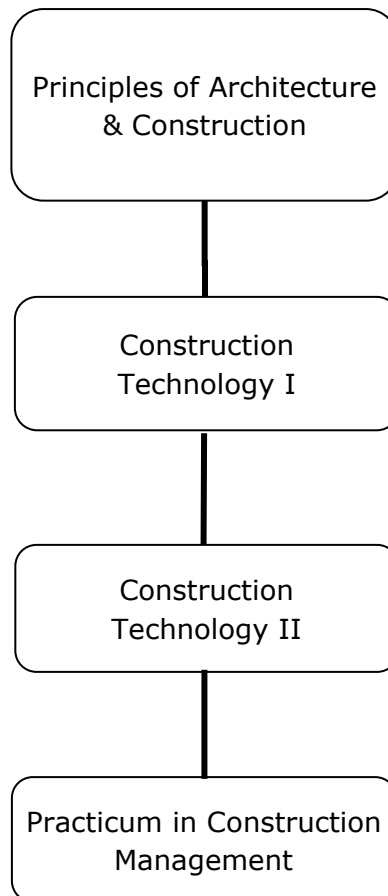 Principles of Architecture
& Construction
Construction
Technology I
Construction
Technology II
Practicum in Construction
Management